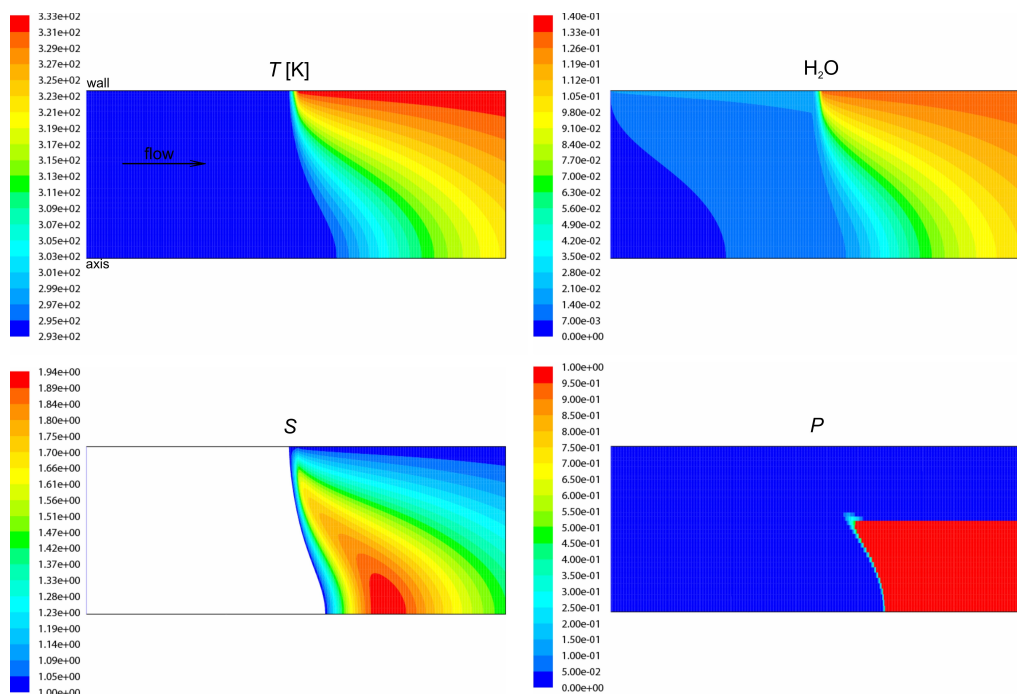 T [K]
3.33e+02
3.31e+02
3.29e+02
3.27e+02
3.25e+02
3.23e+02
3.21e+02
3.19e+02
3.17e+02
3.15e+02
3.13e+02
3.11e+02
3.09e+02
3.07e+02
3.05e+02
3.03e+02
3.01e+02
2.99e+02
2.97e+02
2.95e+02
2.93e+02
wall
flow
axis
H₂O
1.40e-01
1.33e-01
1.26e-01
1.19e-01
1.12e-01
1.05e-01
9.80e-02
9.10e-02
8.40e-02
7.70e-02
7.00e-02
6.30e-02
5.60e-02
4.90e-02
4.20e-02
3.50e-02
2.80e-02
2.10e-02
1.40e-02
7.00e-03
0.00e+00
S
1.94e+00
1.89e+00
1.84e+00
1.80e+00
1.75e+00
1.70e+00
1.66e+00
1.61e+00
1.56e+00
1.52e+00
1.47e+00
1.42e+00
1.37e+00
1.33e+00
1.28e+00
1.23e+00
1.19e+00
1.14e+00
1.09e+00
1.05e+00
1.00e+00
P
1.00e+00
9.50e-01
9.00e-01
8.50e-01
8.00e-01
7.50e-01
7.00e-01
6.50e-01
6.00e-01
5.50e-01
5.00e-01
4.50e-01
4.00e-01
3.50e-01
3.00e-01
2.50e-01
2.00e-01
1.50e-01
1.00e-01
5.00e-02
0.00e+00